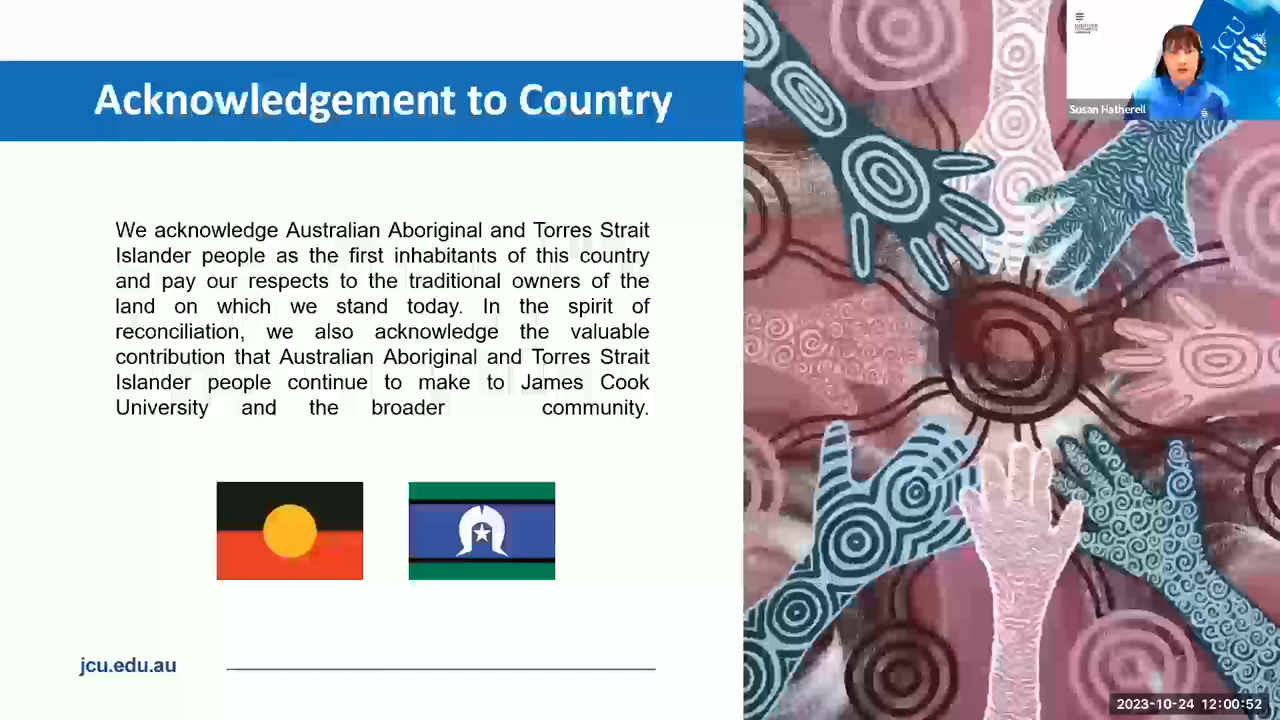 Acknowledgement to Country
We acknowledge Australian Aboriginal and Torres Strait
Islander people as the first inhabitants of this country
and pay our respects to the traditional owners of the
land on which we stand today. In the spirit of
reconciliation, we also acknowledge the valuable
contribution that Australian Aboriginal and Torres Strait
Islander people continue to make to James Cook
University and the broader community.
jcu.edu.au
JCU
Susan Hatherell
2023-10-24 12:00:52